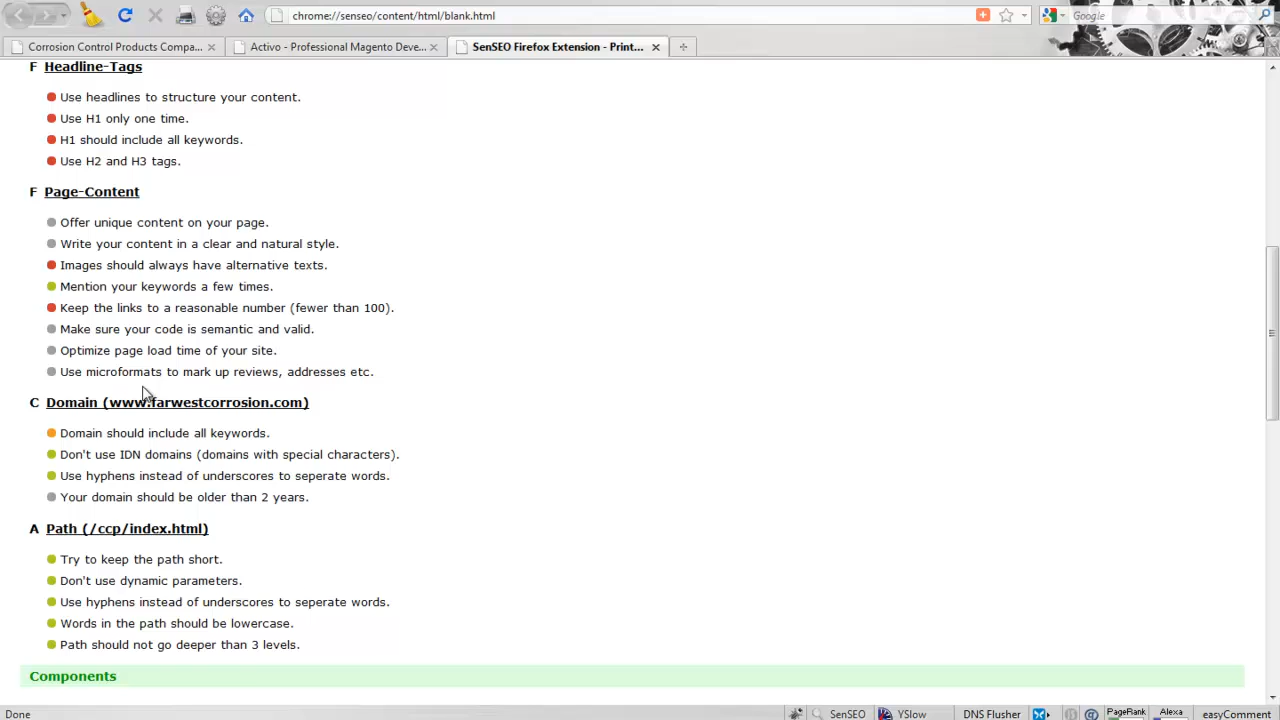 chrome://senseo/content/html/blank.html
Google
Corrosion Control Products Compa...
Activo - Professional Magento Deve...
SenSEO Firefox Extension - Print...
F Headline-Tags
Use headlines to structure your content.
Use H1 only one time.
H1 should include all keywords.
Use H2 and H3 tags.
F Page-Content
Offer unique content on your page.
Write your content in a clear and natural style.
Images should always have alternative texts.
Mention your keywords a few times.
Keep the links to a reasonable number (fewer than 100).
Make sure your code is semantic and valid.
Optimize page load time of your site.
Use microformats to mark up reviews, addresses etc.
C Domain (www.farwestcorrosion.com)
Domain should include all keywords.
Don't use IDN domains (domains with special characters).
Use hyphens instead of underscores to seperate words.
Your domain should be older than 2 years.
A Path (/ccp/index.html)
Try to keep the path short.
Don't use dynamic parameters.
Use hyphens instead of underscores to seperate words.
Words in the path should be lowercase.
Path should not go deeper than 3 levels.
Components
Done
SenSEO
YSlow
DNS Flusher
PageRank
Alexa
easyComment